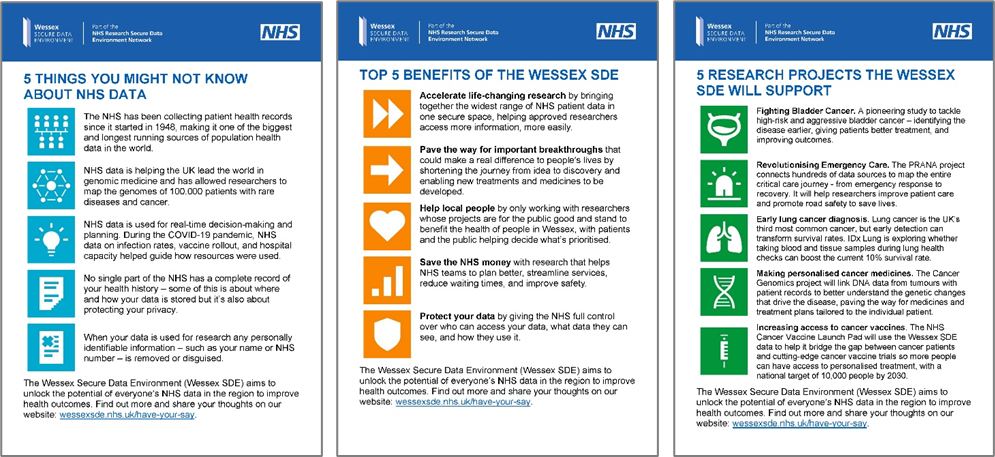 Wessex
SECURE DATA
ENVIRONMENT
Part of the
NHS Research Secure Data
Environment Network
NHS
5 THINGS YOU MIGHT NOT KNOW
ABOUT NHS DATA
The NHS has been collecting patient health records
since it started in 1948, making it one of the biggest
and longest running sources of population health
data in the world.
NHS data is helping the UK lead the world in
genomic medicine and has allowed researchers to
map the genomes of 100,000 patients with rare
diseases and cancer.
NHS data is used for real-time decision-making and
planning. During the COVID-19 pandemic, NHS
data on infection rates, vaccine rollout, and hospital
capacity helped guide how resources were used.
No single part of the NHS has a complete record of
your health history – some of this is about where
and how your data is stored but it's also about
protecting your privacy.
When your data is used for research any personally
identifiable information – such as your name or NHS
number – is removed or disguised.
The Wessex Secure Data Environment (Wessex SDE) aims to
unlock the potential of everyone's NHS data in the region to improve
health outcomes. Find out more and share your thoughts on our
website: wessexsde.nhs.uk/have-your-say.
Wessex
SECURE DATA
ENVIRONMENT
Part of the
NHS Research Secure Data
Environment Network
NHS
TOP 5 BENEFITS OF THE WESSEX SDE
Accelerate life-changing research by bringing
together the widest range of NHS patient data in
one secure space, helping approved researchers
access more information, more easily.
Pave the way for important breakthroughs that
could make a real difference to people's lives by
shortening the journey from idea to discovery and
enabling new treatments and medicines to be
developed.
Help local people by only working with researchers
whose projects are for the public good and stand to
benefit the health of people in Wessex, with patients
and the public helping decide what's prioritised.
Save the NHS money with research that helps
NHS teams to plan better, streamline services,
reduce waiting times, and improve safety.
Protect your data by giving the NHS full control
over who can access your data, what data they can
see, and how they use it.
The Wessex Secure Data Environment (Wessex SDE) aims to
unlock the potential of everyone's NHS data in the region to improve
health outcomes. Find out more and share your thoughts on our
website: wessexsde.nhs.uk/have-your-say.
Wessex
SECURE DATA
ENVIRONMENT
Part of the
NHS Research Secure Data
Environment Network
NHS
5 RESEARCH PROJECTS THE WESSEX
SDE WILL SUPPORT
Fighting Bladder Cancer. A pioneering study to tackle
high-risk and aggressive bladder cancer – identifying the
disease earlier, giving patients better treatment, and
improving outcomes.
Revolutionising Emergency Care. The PRANA project
connects hundreds of data sources to map the entire
critical care journey - from emergency response to
recovery. It will help researchers improve patient care
and promote road safety to save lives.
Early lung cancer diagnosis. Lung cancer is the UK's
third most common cancer, but early detection can
transform survival rates. IDx Lung is exploring whether
taking blood and tissue samples during lung health
checks can boost the current 10% survival rate.
Making personalised cancer medicines. The Cancer
Genomics project will link DNA data from tumours with
patient records to better understand the genetic changes
that drive the disease, paving the way for medicines and
treatment plans tailored to the individual patient.
Increasing access to cancer vaccines. The NHS
Cancer Vaccine Launch Pad will use the Wessex SDE
data to help it bridge the gap between cancer patients
and cutting-edge cancer vaccine trials so more people
can have access to personalised treatment, with a
national target of 10,000 people by 2030.
The Wessex Secure Data Environment (Wessex SDE) aims to
unlock the potential of everyone's NHS data in the region to improve
health outcomes. Find out more and share your thoughts on our
website: wessexsde.nhs.uk/have-your-say.